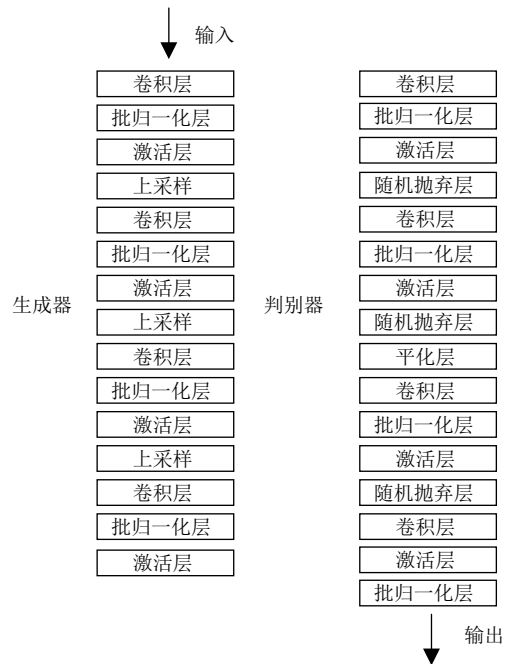 输入
生成器
卷积层
批归一化层
激活层
上采样
卷积层
批归一化层
激活层
上采样
卷积层
批归一化层
激活层
上采样
卷积层
批归一化层
激活层
判别器
卷积层
批归一化层
激活层
随机抛弃层
卷积层
批归一化层
激活层
随机抛弃层
平化层
卷积层
批归一化层
激活层
随机抛弃层
卷积层
激活层
批归一化层
输出